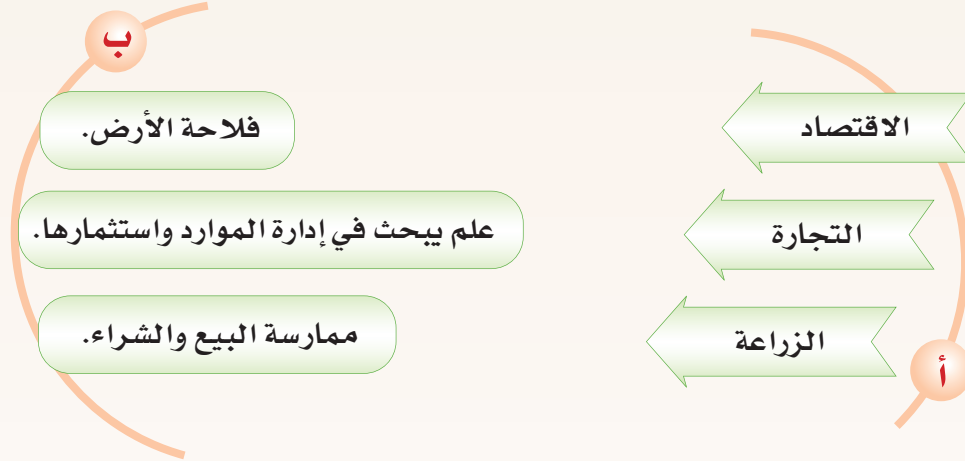 أ
الاقتصاد
التجارة
الزراعة
ب
فلاحة الأرض.
علم يبحث في إدارة الموارد واستثمارها.
ممارسة البيع والشراء.